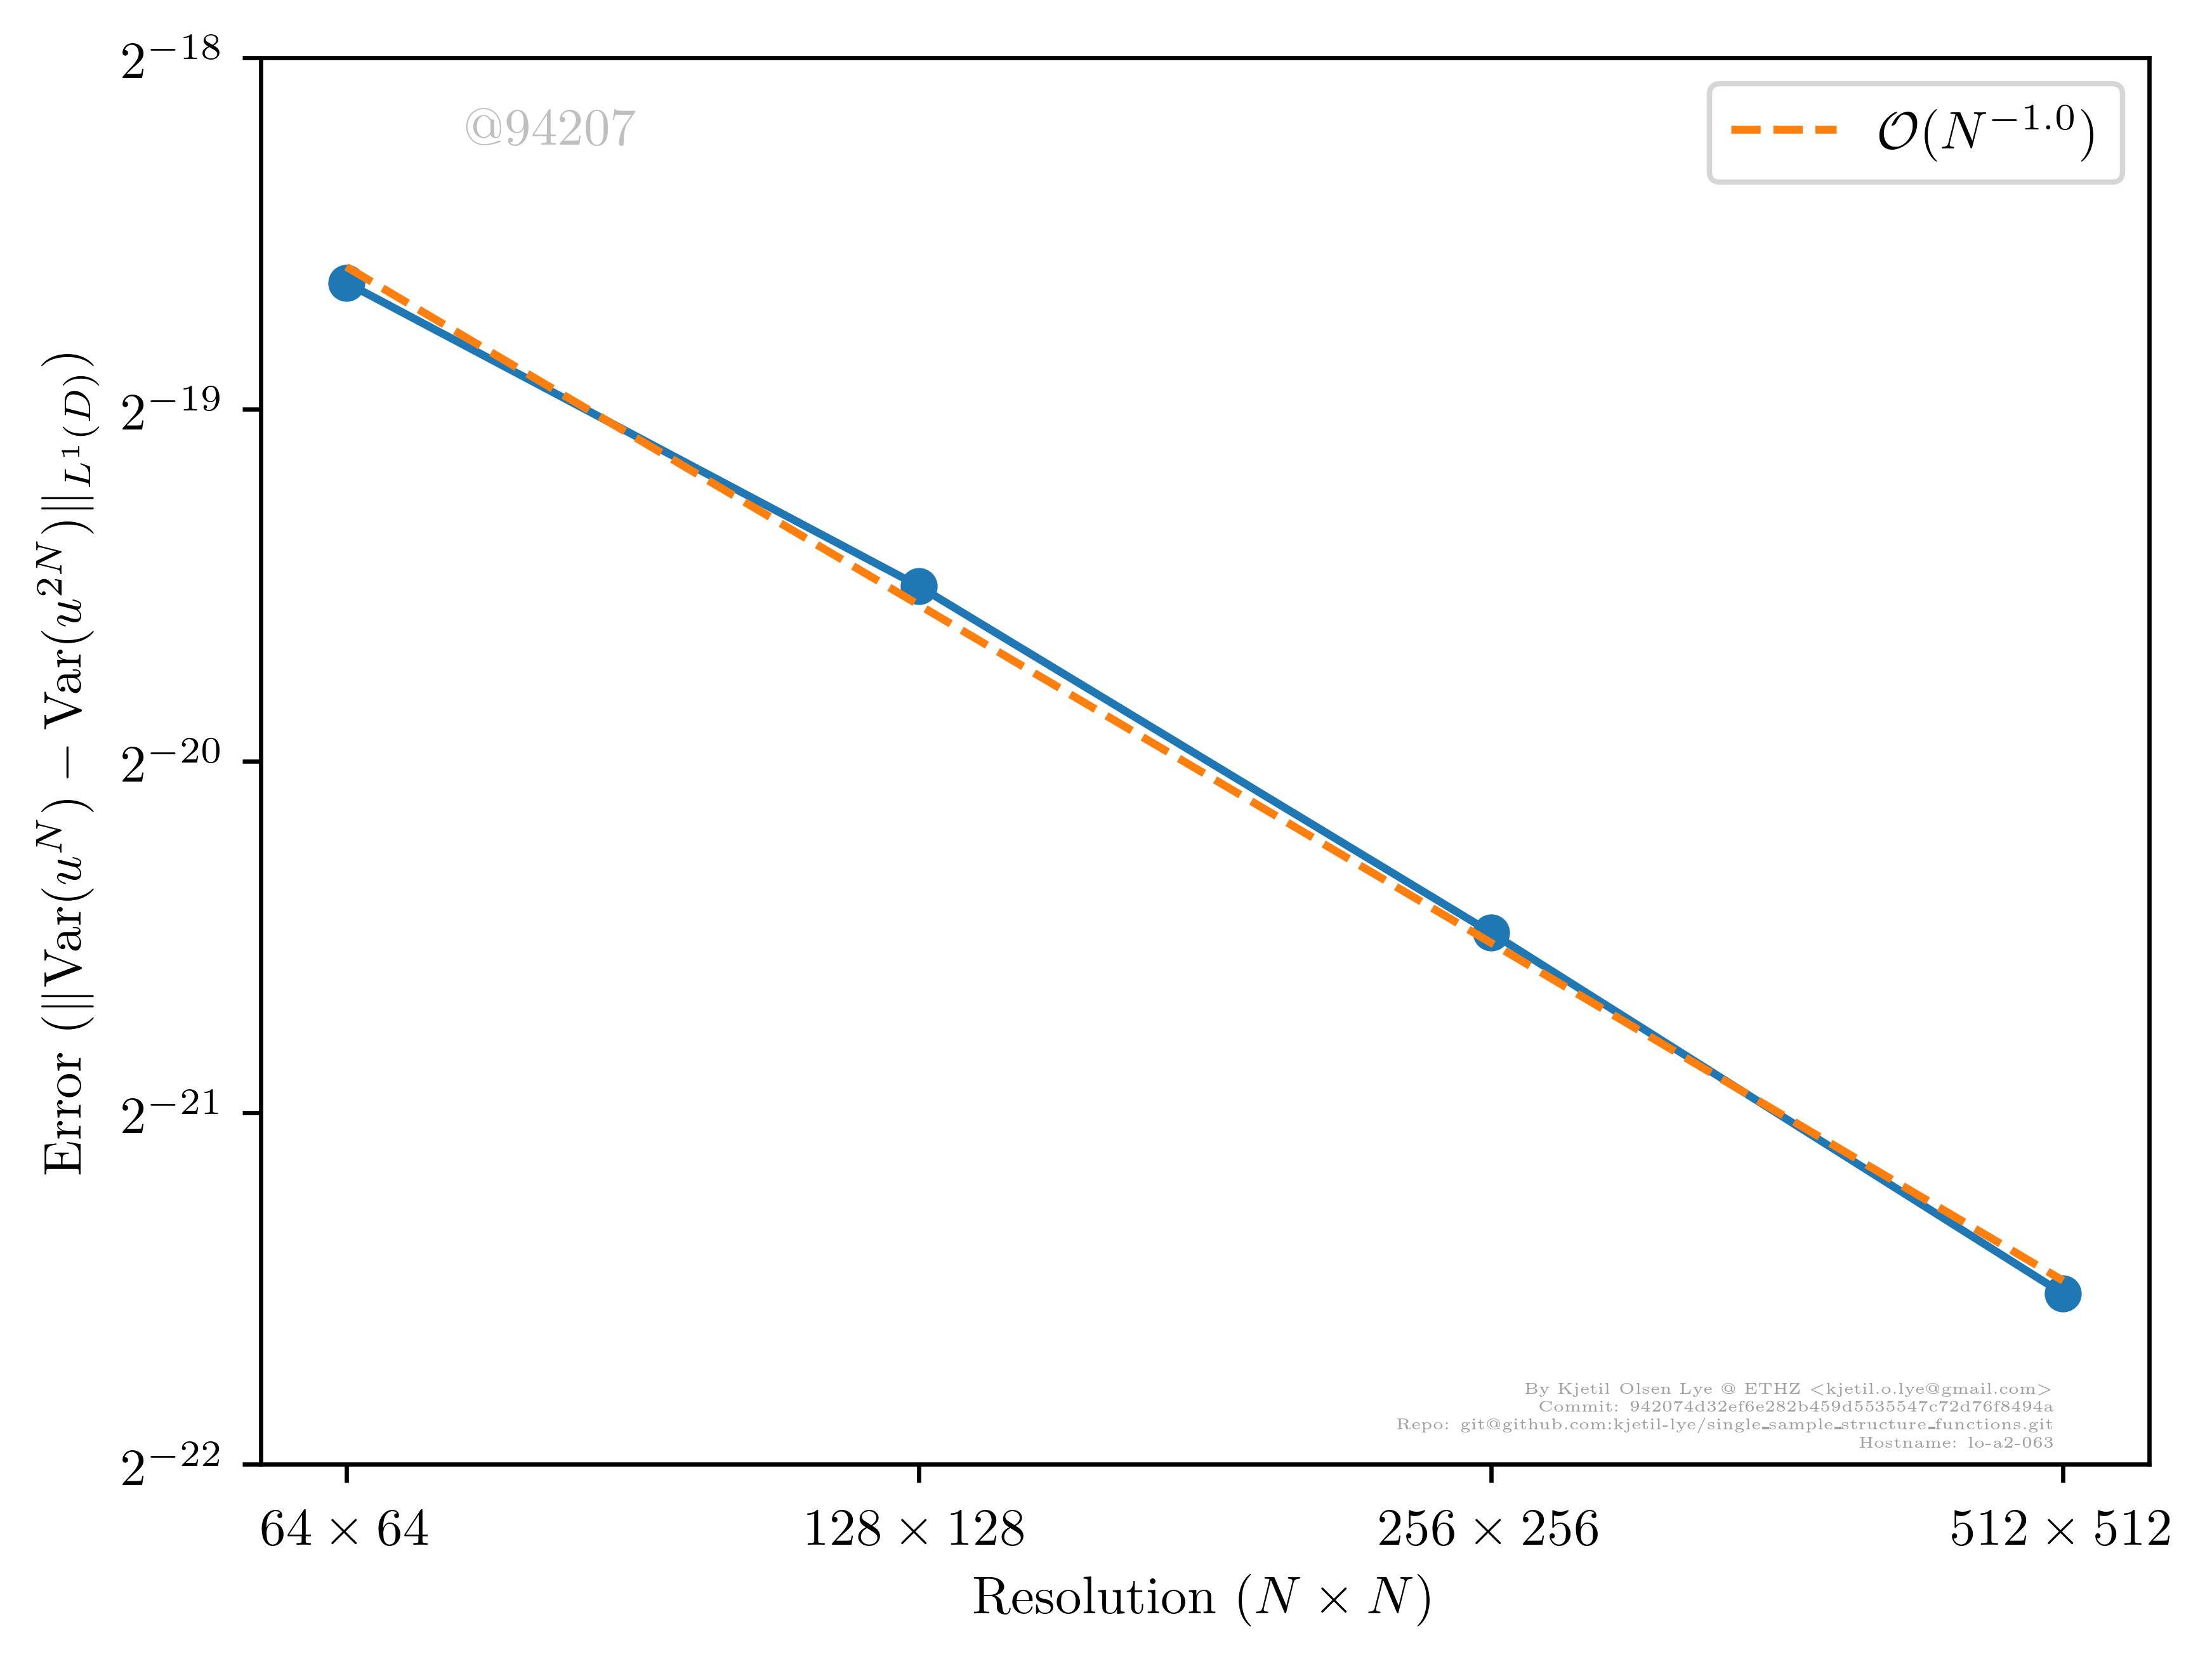 @94207
𝒪(N^{-1.0})
Error (||Var(u^N) − Var(u^{2N})||_{L^1(D)})
2^{−18}
2^{−19}
2^{−20}
2^{−21}
2^{−22}
By Kjetil Olsen Lye @ ETHZ <kjetil.o.lye@gmail.com>
Commit: 942074d32ef6e282b459d5535547c72d76f8494a
Repo: git@github.com:kjetil-lye/single_sample_structure_functions.git
Hostname: lo-a2-063
64 × 64
128 × 128
256 × 256
512 × 512
Resolution (N × N)